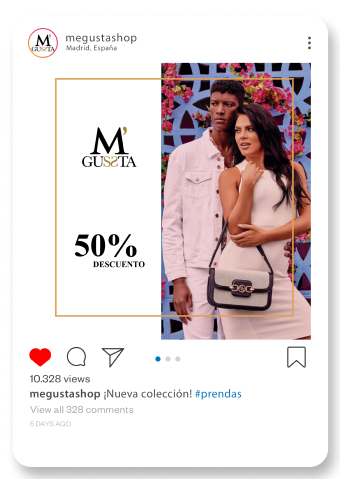 M'
GUSSTA
megustashop
Madrid, España
M'
GUSSTA
50%
DESCUENTO
10.328 views
megustashop ¡Nueva colección! #prendas
View all 328 comments
5 DAYS AGO